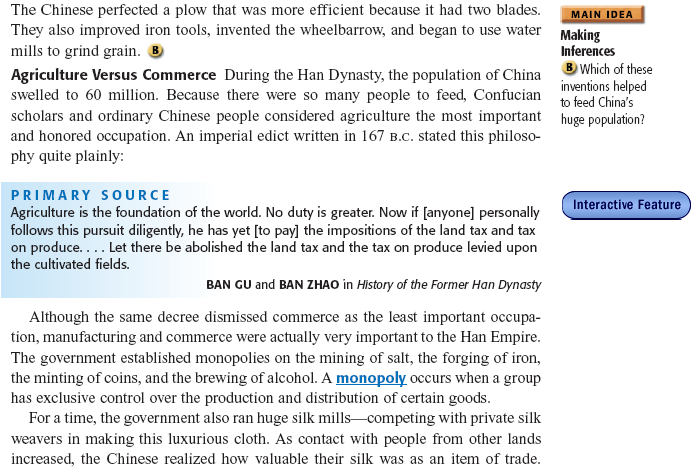 The Chinese perfected a plow that was more efficient because it had two blades.
They also improved iron tools, invented the wheelbarrow, and began to use water
mills to grind grain. B
Agriculture Versus Commerce During the Han Dynasty, the population of China
swelled to 60 million. Because there were so many people to feed, Confucian
scholars and ordinary Chinese people considered agriculture the most important
and honored occupation. An imperial edict written in 167 B.C. stated this philoso-
phy quite plainly:
PRIMARY SOURCE
Agriculture is the foundation of the world. No duty is greater. Now if [anyone] personally
follows this pursuit diligently, he has yet [to pay] the impositions of the land tax and tax
on produce. . . . Let there be abolished the land tax and the tax on produce levied upon
the cultivated fields.
BAN GU and BAN ZHAO in History of the Former Han Dynasty
Although the same decree dismissed commerce as the least important occupa-
tion, manufacturing and commerce were actually very important to the Han Empire.
The government established monopolies on the mining of salt, the forging of iron,
the minting of coins, and the brewing of alcohol. A monopoly occurs when a group
has exclusive control over the production and distribution of certain goods.
For a time, the government also ran huge silk mills—competing with private silk
weavers in making this luxurious cloth. As contact with people from other lands
increased, the Chinese realized how valuable their silk was as an item of trade.
MAIN IDEA
Making
Inferences
B Which of these
inventions helped
to feed China's
huge population?
Interactive Feature